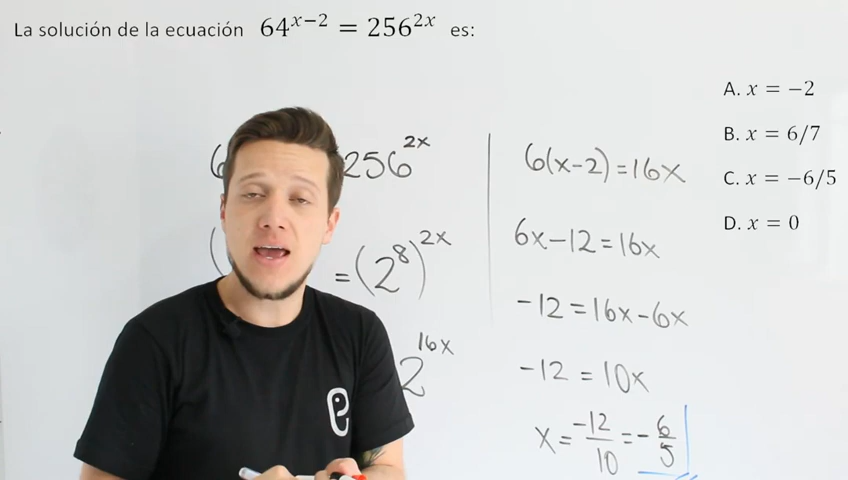 La solución de la ecuación 64^{x−2} = 256^{2x} es:
A. x = −2
B. x = 6/7
C. x = −6/5
D. x = 0
256^{2x}
= (2^8)^{2x}
2^{16x}
6(x−2)=16x
6x−12=16x
-12=16x-6x
-12 = 10x
x = -12/10 = -6/5